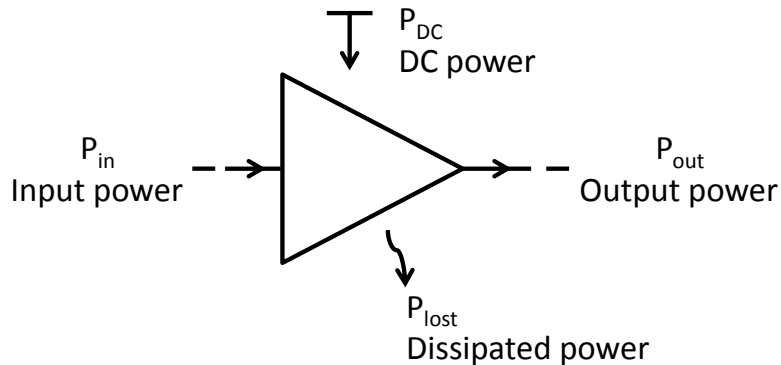 P_DC
DC power
P_in
Input power
P_out
Output power
P_lost
Dissipated power